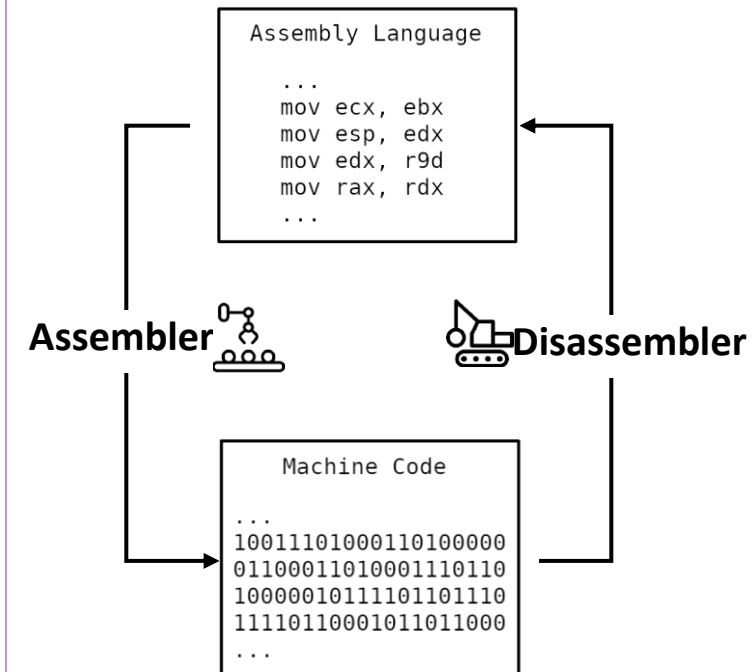 Assembly Language
...
mov ecx, ebx
mov esp, edx
mov edx, r9d
mov rax, rdx
...
Assembler
Disassembler
Machine Code
...
10011101000110100000
01100011010001110110
10000010111101101110
11110110001011011000
...